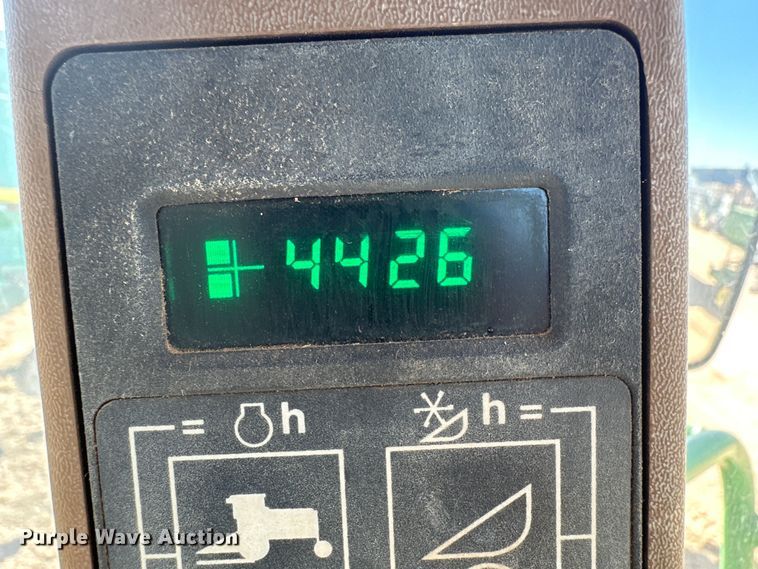 4426
= h
h =
Purple Wave Auction